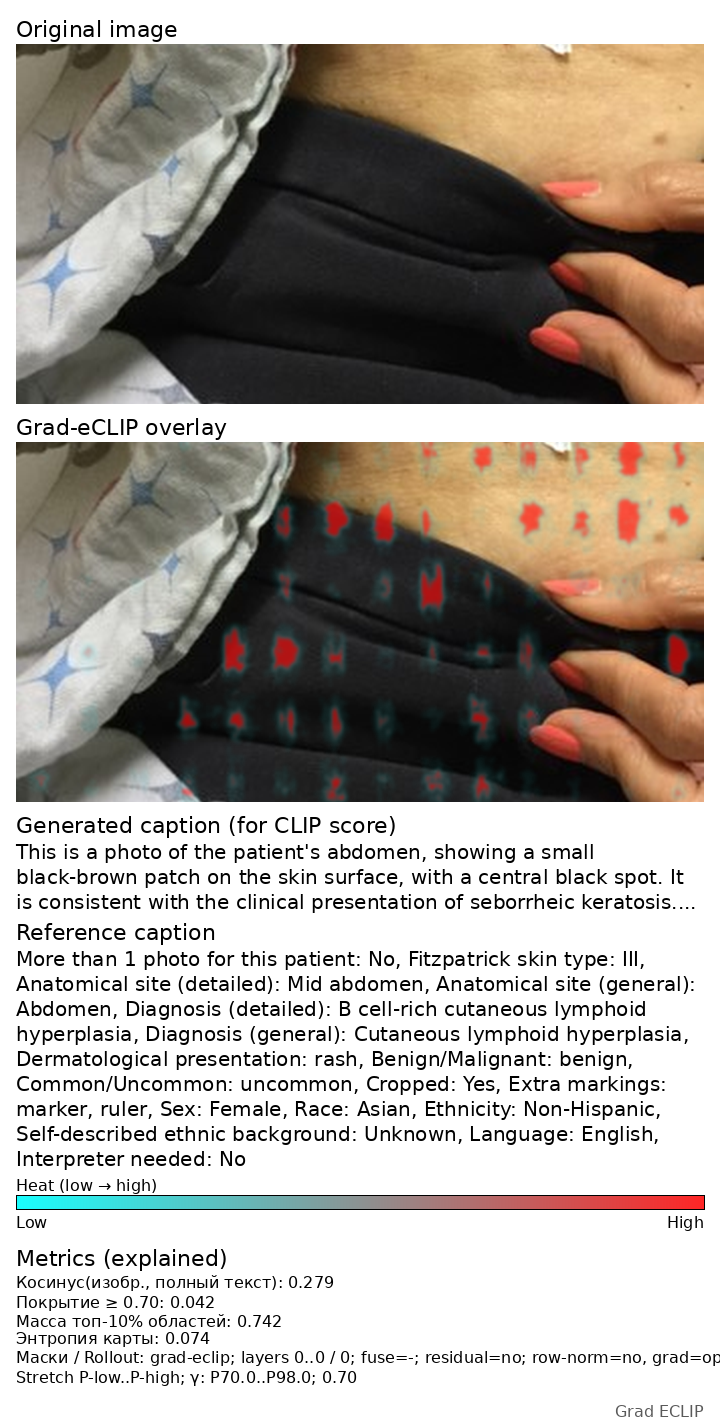 Original image
Grad-eCLIP overlay
Generated caption (for CLIP score)
This is a photo of the patient's abdomen, showing a small
black-brown patch on the skin surface, with a central black spot. It
is consistent with the clinical presentation of seborrheic keratosis....
Reference caption
More than 1 photo for this patient: No, Fitzpatrick skin type: III,
Anatomical site (detailed): Mid abdomen, Anatomical site (general):
Abdomen, Diagnosis (detailed): B cell-rich cutaneous lymphoid
hyperplasia, Diagnosis (general): Cutaneous lymphoid hyperplasia,
Dermatological presentation: rash, Benign/Malignant: benign,
Common/Uncommon: uncommon, Cropped: Yes, Extra markings:
marker, ruler, Sex: Female, Race: Asian, Ethnicity: Non-Hispanic,
Self-described ethnic background: Unknown, Language: English,
Interpreter needed: No
Heat (low → high)
Low High
Metrics (explained)
Косинус(изобр., полный текст): 0.279
Покрытие ≥ 0.70: 0.042
Масса топ-10% областей: 0.742
Энтропия карты: 0.074
Маски / Rollout: grad-eclip; layers 0..0 / 0; fuse=-; residual=no; row-norm=no, grad=op
Stretch P-low..P-high; γ: P70.0..P98.0; 0.70
Grad ECLIP